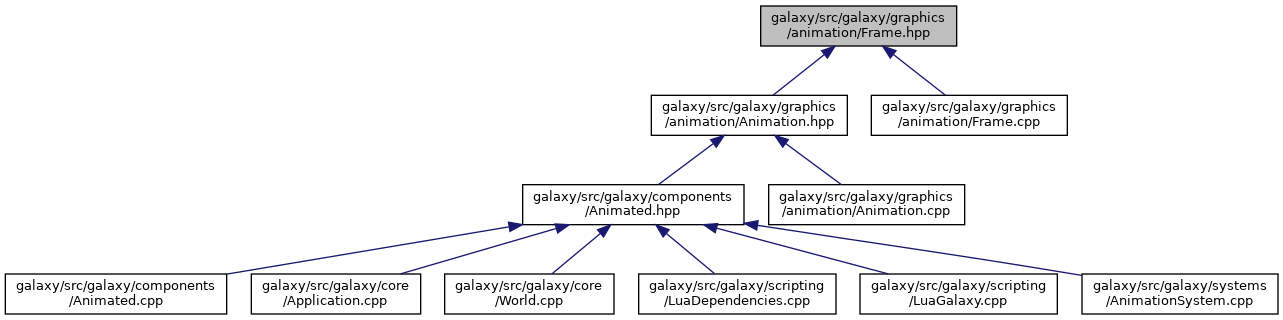 galaxy/src/galaxy/graphics
/animation/Frame.hpp
galaxy/src/galaxy/graphics
/animation/Animation.hpp
galaxy/src/galaxy/graphics
/animation/Frame.cpp
galaxy/src/galaxy/components
/Animated.hpp
galaxy/src/galaxy/graphics
/animation/Animation.cpp
galaxy/src/galaxy/components
/Animated.cpp
galaxy/src/galaxy/core
/Application.cpp
galaxy/src/galaxy/core
/World.cpp
galaxy/src/galaxy/scripting
/LuaDependencies.cpp
galaxy/src/galaxy/scripting
/LuaGalaxy.cpp
galaxy/src/galaxy/systems
/AnimationSystem.cpp